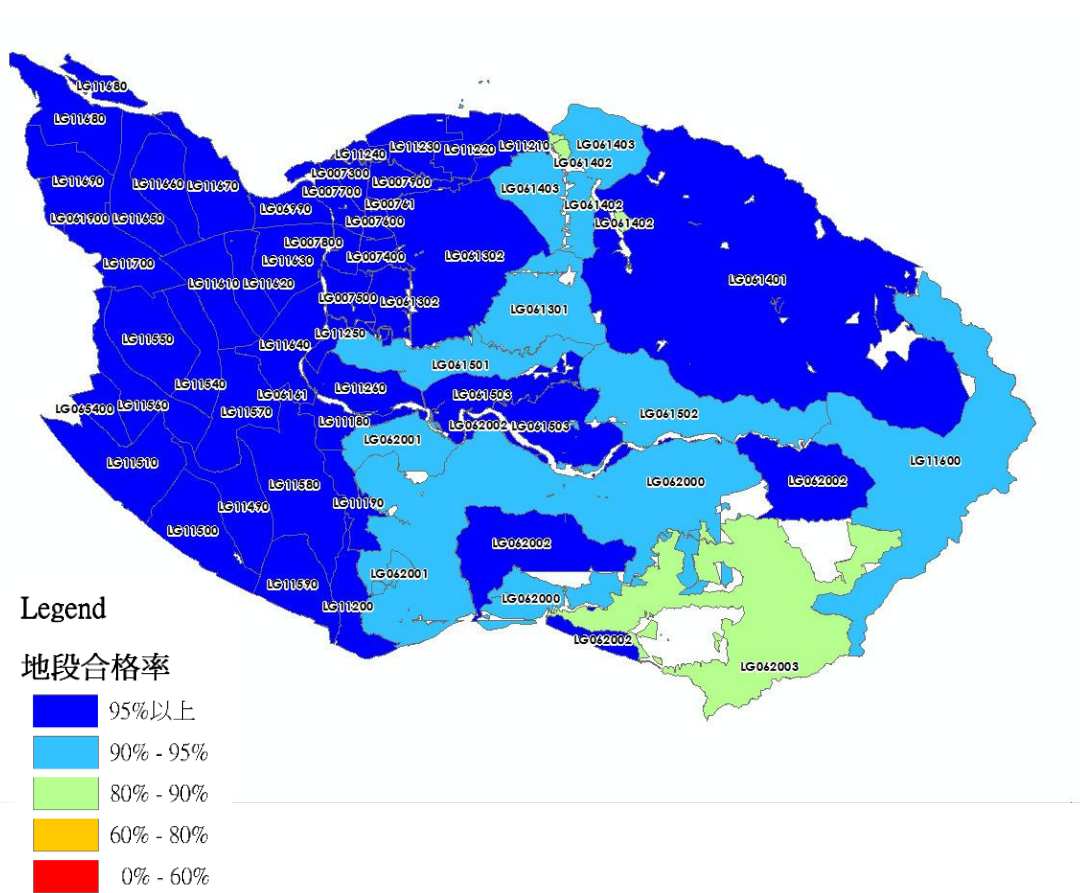 LG11680
LG11680
LG11230
LG11220
LG11210
LG061403
LG11240
LG061402
LG007300
LG11690
LG11660
LG11670
LG007900
LG007700
LG061403
LG00761
LG061402
LG06990
LG061900
LG11650
LG007600
LG061402
LG007800
LG007400
LG061302
LG11630
LG11700
LG061401
LG11610
LG11620
LG007500
LG061302
LG061301
LG11250
LG11550
LG11640
LG061501
LG11540
LG11260
LG06161
LG061503
LG065400
LG11560
LG11570
LG061502
LG11180
LG062002
LG061503
LG062001
LG11510
LG11600
LG11580
LG062000
LG062002
LG11190
LG11490
LG11500
LG062002
LG062001
LG11590
LG062000
LG11200
LG062002
LG062003
Legend
地段合格率
95%以上
90% - 95%
80% - 90%
60% - 80%
0% - 60%